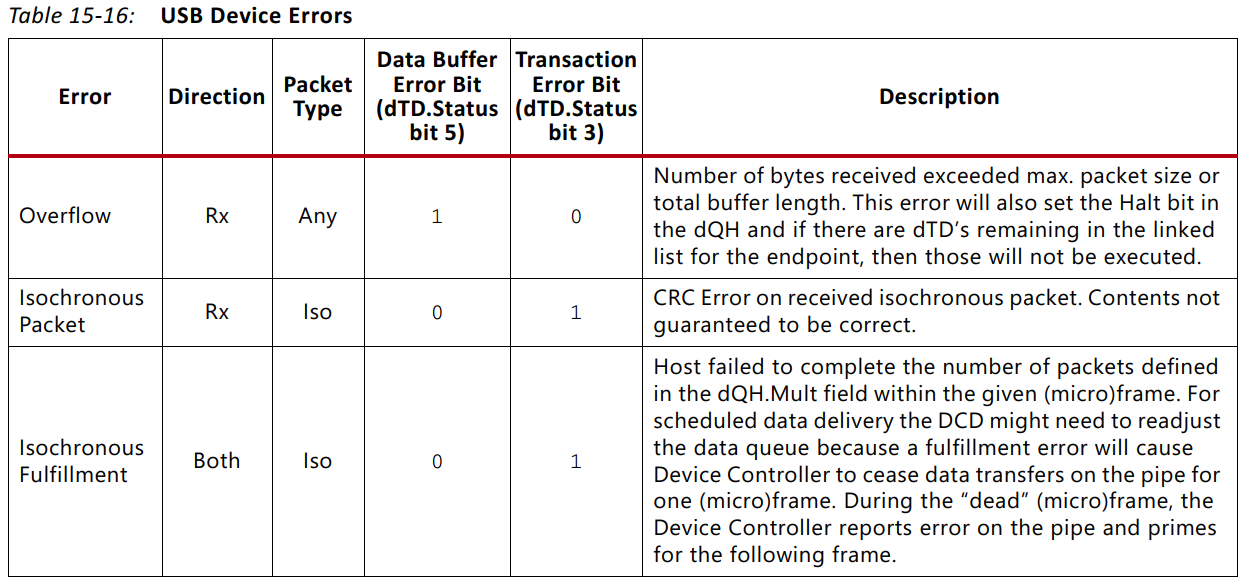 Table 15-16: USB Device Errors
Error
Direction
Packet
Type
Data Buffer
Error Bit
(dTD.Status
bit 5)
Transaction
Error Bit
(dTD.Status
bit 3)
Description
Overflow
Rx
Any
1
0
Number of bytes received exceeded max. packet size or
total buffer length. This error will also set the Halt bit in
the dQH and if there are dTD’s remaining in the linked
list for the endpoint, then those will not be executed.
Isochronous
Packet
Rx
Iso
0
1
CRC Error on received isochronous packet. Contents not
guaranteed to be correct.
Isochronous
Fulfillment
Both
Iso
0
1
Host failed to complete the number of packets defined
in the dQH.Mult field within the given (micro)frame. For
scheduled data delivery the DCD might need to readjust
the data queue because a fulfillment error will cause
Device Controller to cease data transfers on the pipe for
one (micro)frame. During the “dead” (micro)frame, the
Device Controller reports error on the pipe and primes
for the following frame.